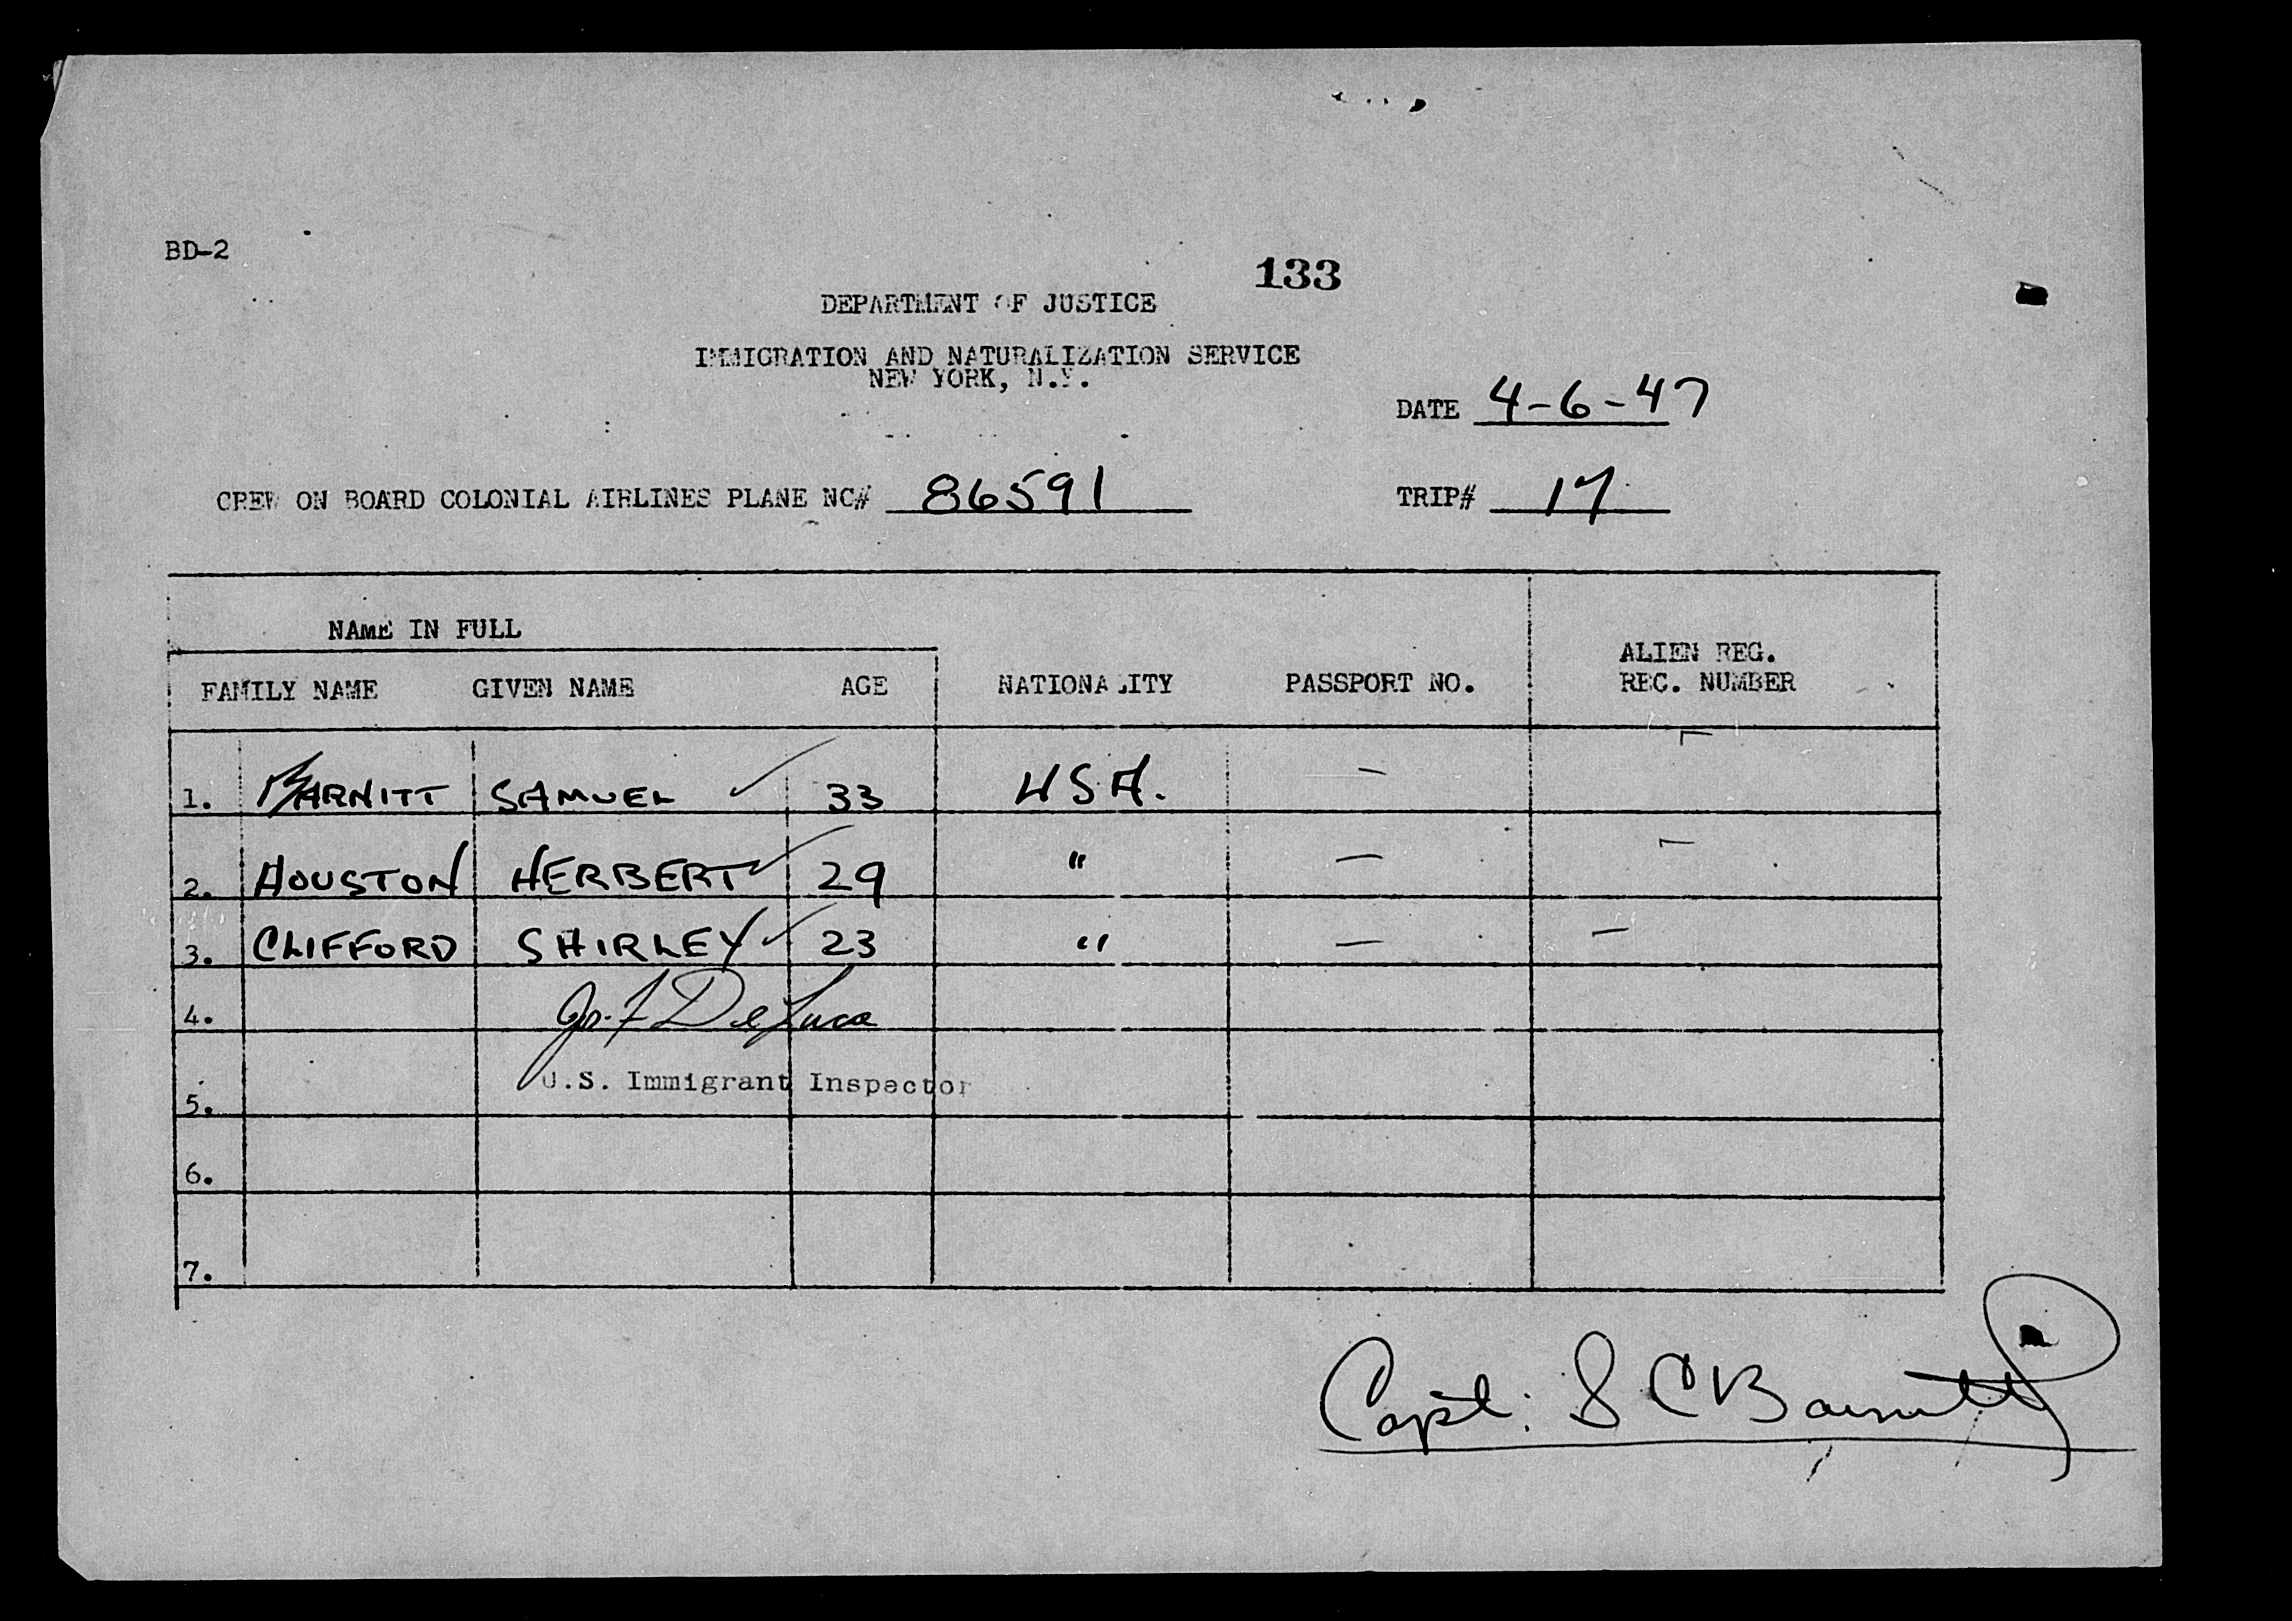 BD-2
133
DEPARTMENT OF JUSTICE
IMMIGRATION AND NATURALIZATION SERVICE
NEW YORK, N.Y.
DATE 4-6-47
CREW ON BOARD COLONIAL AIRLINES PLANE NC# 86591 TRIP# 17
NAME IN FULL
ALIEN REG.
FAMILY NAME GIVEN NAME AGE NATIONALITY PASSPORT NO. REC. NUMBER
1. BARNITT SAMUEL ✓ 33 USA. — —
2. HOUSTON HERBERT ✓ 29 " — —
3. CLIFFORD SHIRLEY ✓ 23 " — —
4. De Luca
U.S. Immigrant Inspector
5.
6.
7.
Capt: S C Barnitt